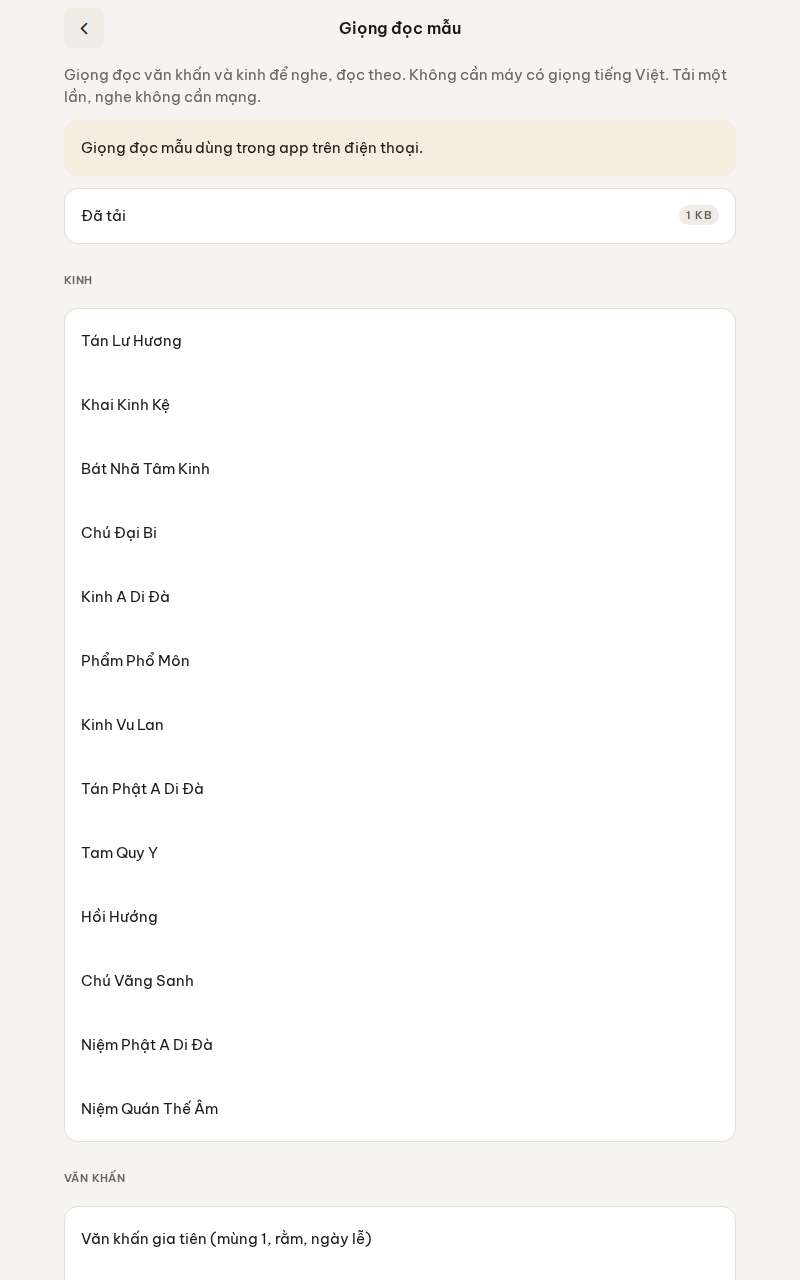 Giọng đọc mẫu
Giọng đọc văn khấn và kinh để nghe, đọc theo. Không cần máy có giọng tiếng Việt. Tải một
lần, nghe không cần mạng.
Giọng đọc mẫu dùng trong app trên điện thoại.
Đã tải
1 KB
KINH
Tán Lư Hương
Khai Kinh Kệ
Bát Nhã Tâm Kinh
Chú Đại Bi
Kinh A Di Đà
Phẩm Phổ Môn
Kinh Vu Lan
Tán Phật A Di Đà
Tam Quy Y
Hồi Hướng
Chú Vãng Sanh
Niệm Phật A Di Đà
Niệm Quán Thế Âm
VĂN KHẤN
Văn khấn gia tiên (mùng 1, rằm, ngày lễ)